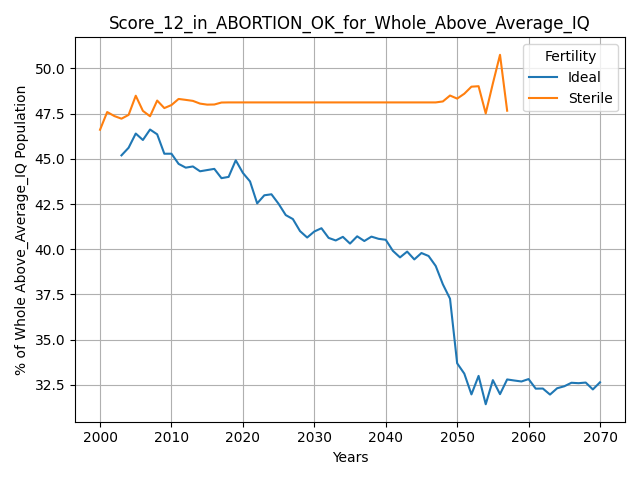 Score_12_in_ABORTION_OK_for_Whole_Above_Average_IQ
% of Whole Above_Average_IQ Population
50.0
47.5
45.0
42.5
40.0
37.5
35.0
32.5
Fertility
Ideal
Sterile
2000
2010
2020
2030
2040
2050
2060
2070
Years